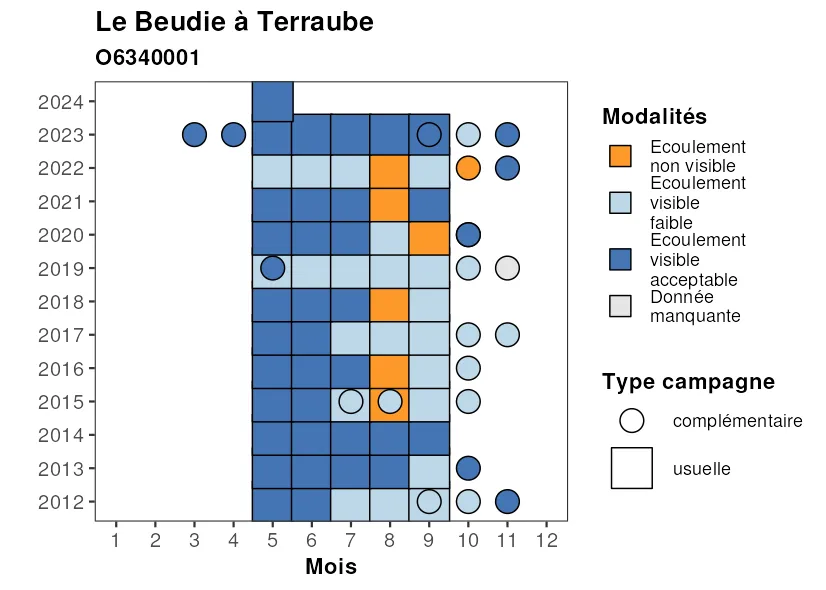 Le Beudie à Terraube
O6340001
2024
2023
2022
2021
2020
2019
2018
2017
2016
2015
2014
2013
2012
1 2 3 4 5 6 7 8 9 10 11 12
Mois
Modalités
Ecoulement
non visible
Ecoulement
visible
faible
Ecoulement
visible
acceptable
Donnée
manquante
Type campagne
complémentaire
usuelle